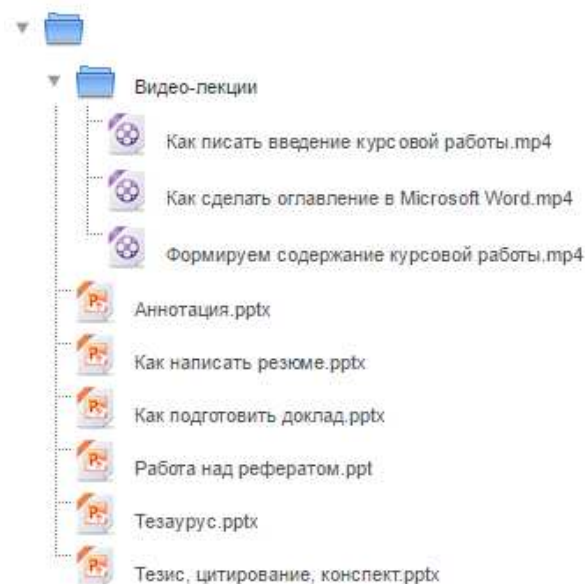 Видео-лекции
Как писать введение курсовой работы.mp4
Как сделать оглавление в Microsoft Word.mp4
Формируем содержание курсовой работы.mp4
Аннотация.pptx
Как написать резюме.pptx
Как подготовить доклад.pptx
Работа над рефератом.ppt
Тезаурус.pptx
Тезис, цитирование, конспект.pptx